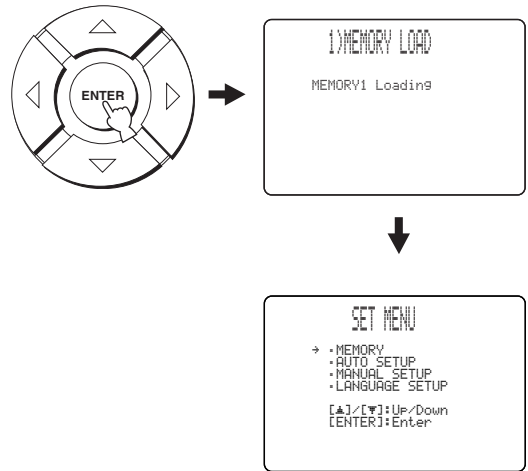 ENTER
1)MEMORY LOAD
MEMORY1 Loading
SET MENU
→ ･MEMORY
･AUTO SETUP
･MANUAL SETUP
･LANGUAGE SETUP
[▲]/[▼]:Up/Down
[ENTER]:Enter